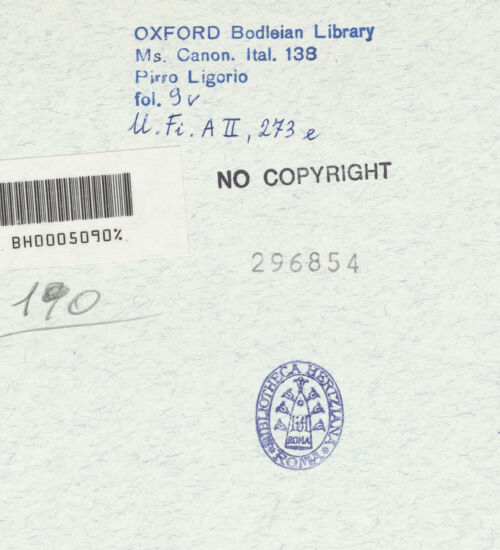 OXFORD Bodleian Library
Ms. Canon. Ital. 138
Pirro Ligorio
fol. 9v
U. Fi. A II, 273 e
NO COPYRIGHT
BH0005090%
296854
190
BIBLIOTHECA HERTZIANA
ROMA
*ROMA*